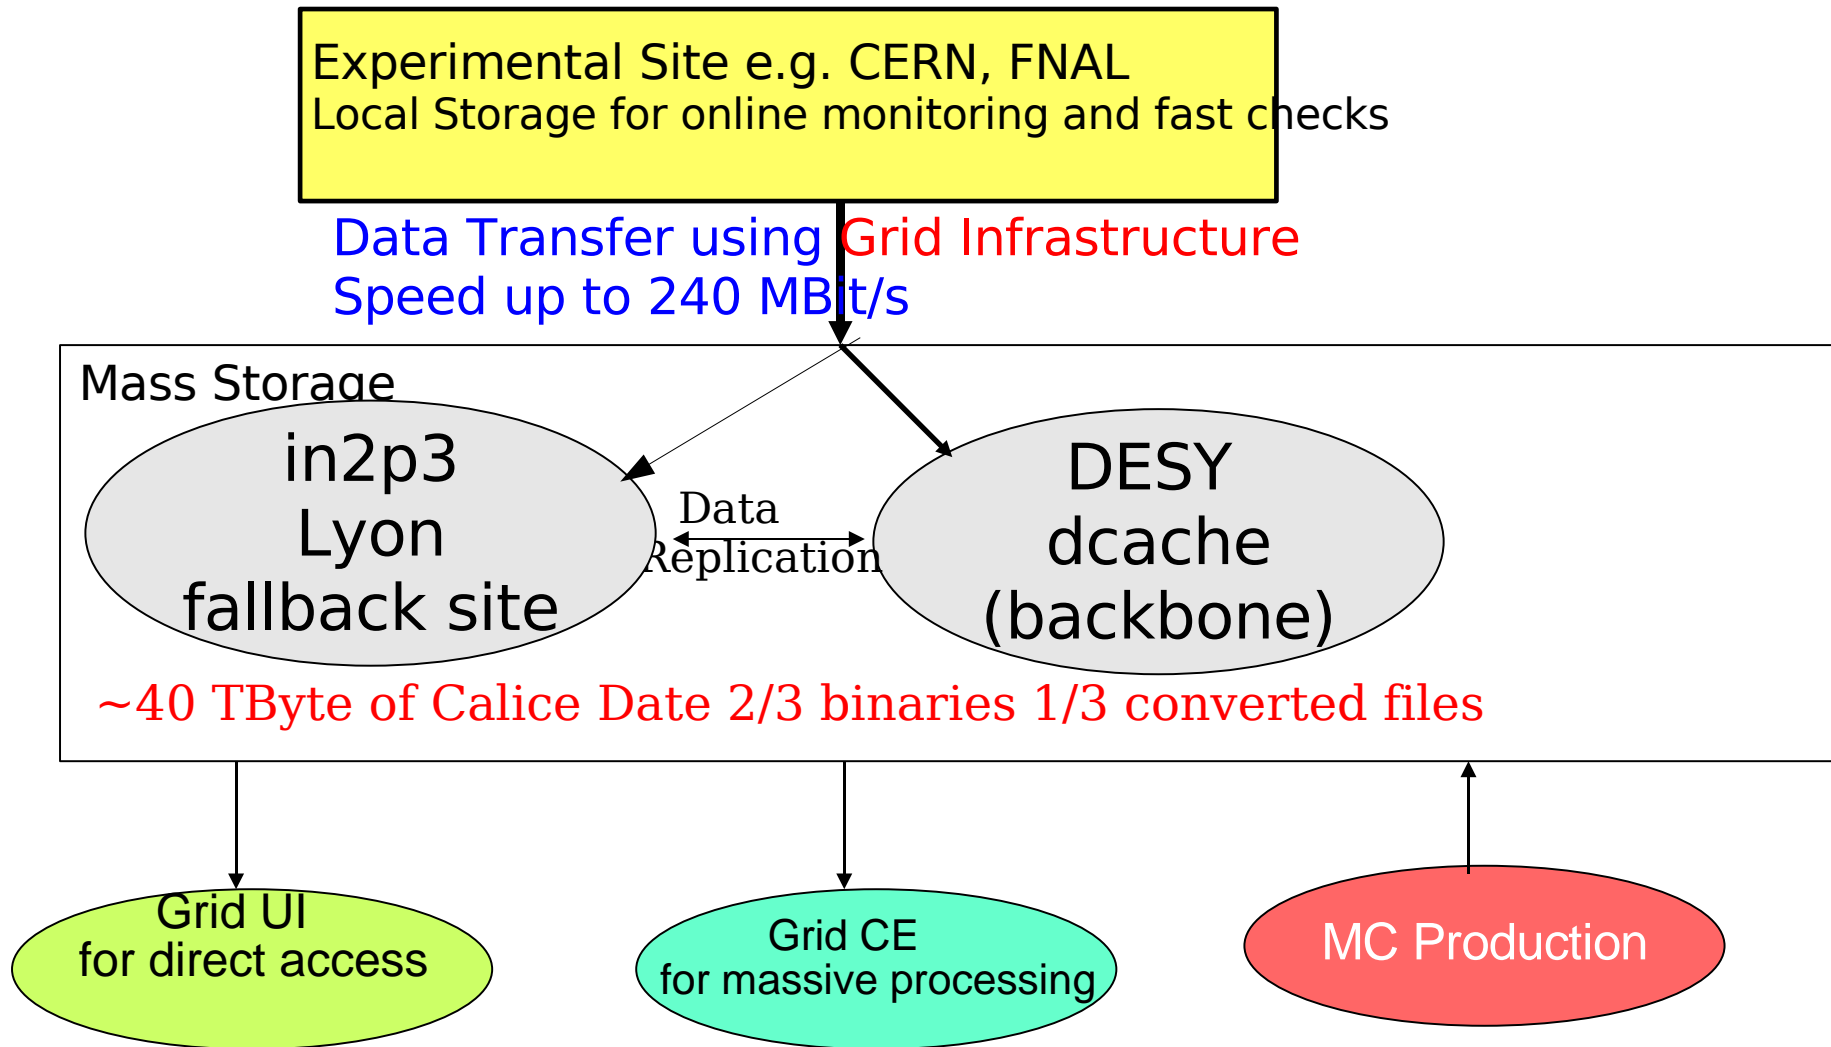 Experimental Site e.g. CERN, FNAL
Local Storage for online monitoring and fast checks
Data Transfer using Grid Infrastructure
Speed up to 240 MBit/s
Mass Storage
in2p3
Lyon
fallback site
Data
Replication
DESY
dcache
(backbone)
~40 TByte of Calice Date 2/3 binaries 1/3 converted files
Grid UI
for direct access
Grid CE
for massive processing
MC Production